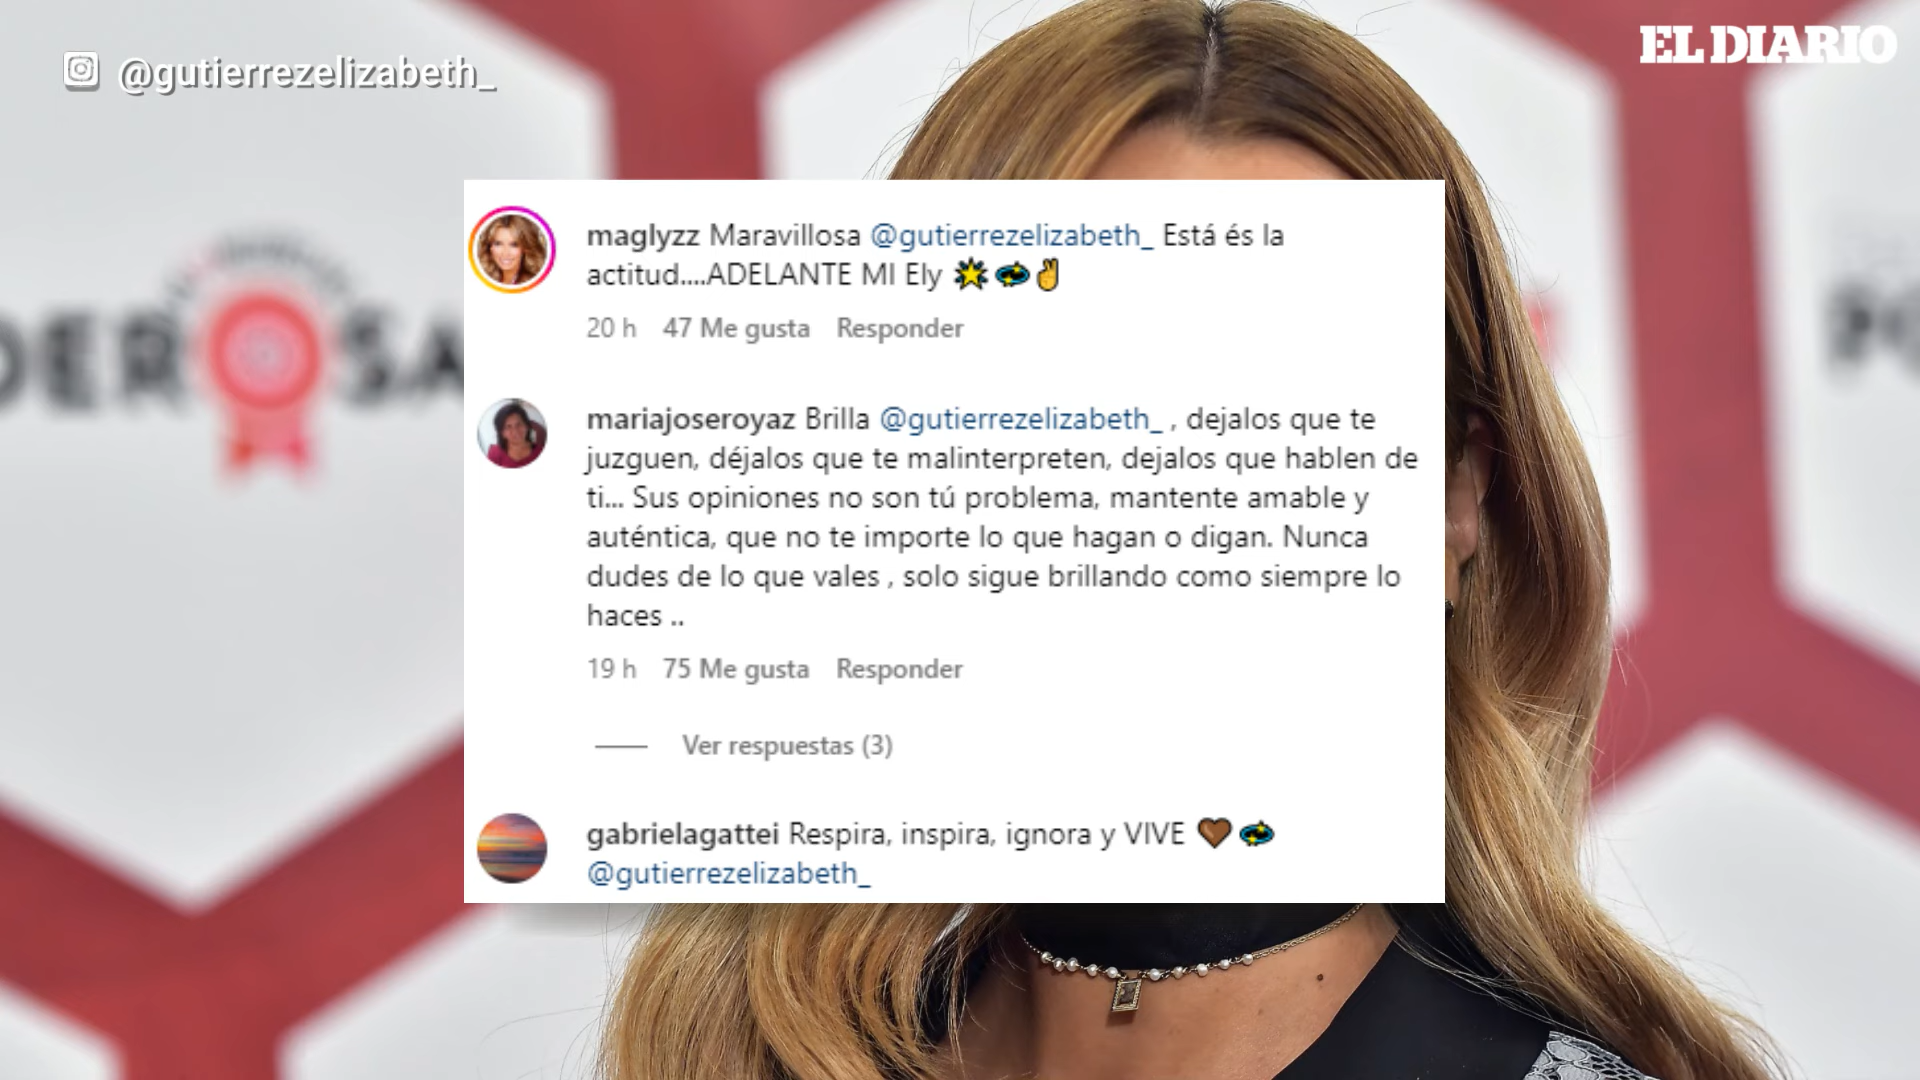 @gutierrezelizabeth_
EL DIARIO
DEROSA
PO
maglyzz Maravillosa @gutierrezelizabeth_ Está és la
actitud....ADELANTE MI Ely 🌟💫✌️
20 h 47 Me gusta Responder
mariajoseroyaz Brilla @gutierrezelizabeth_ , dejalos que te
juzguen, déjalos que te malinterpreten, dejalos que hablen de
ti... Sus opiniones no son tú problema, mantente amable y
auténtica, que no te importe lo que hagan o digan. Nunca
dudes de lo que vales , solo sigue brillando como siempre lo
haces ..
19 h 75 Me gusta Responder
Ver respuestas (3)
gabrielagattei Respira, inspira, ignora y VIVE 🤎💫
@gutierrezelizabeth_